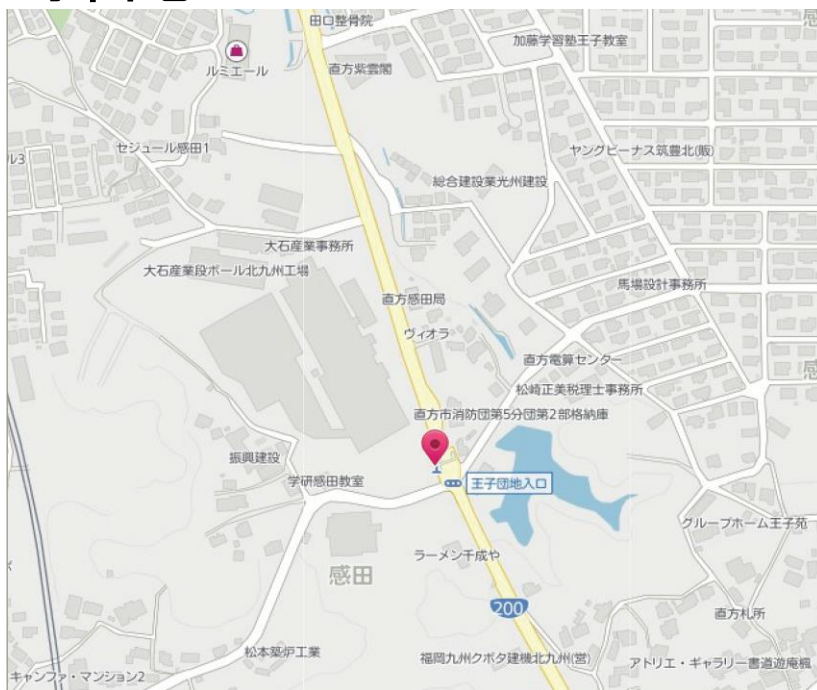 田口整骨院
加藤学習塾王子教室
ルミエール
直方紫雲閣
セジュール感田1
ヤングビーナス筑豊北(販)
ル3
総合建設業光州建設
大石産業事務所
大石産業段ボール北九州工場
馬場設計事務所
直方感田局
ヴィオラ
直方電算センター
松崎正美税理士事務所
直方市消防団第5分団第2部格納庫
振興建設
学研感田教室
王子団地入口
グループホーム王子苑
ラーメン千成や
感田
200
直方札所
松本築炉工業
福岡九州クボタ建機北九州(営)
アトリエ・ギャラリー書道遊庵楓
キャンファ・マンション2